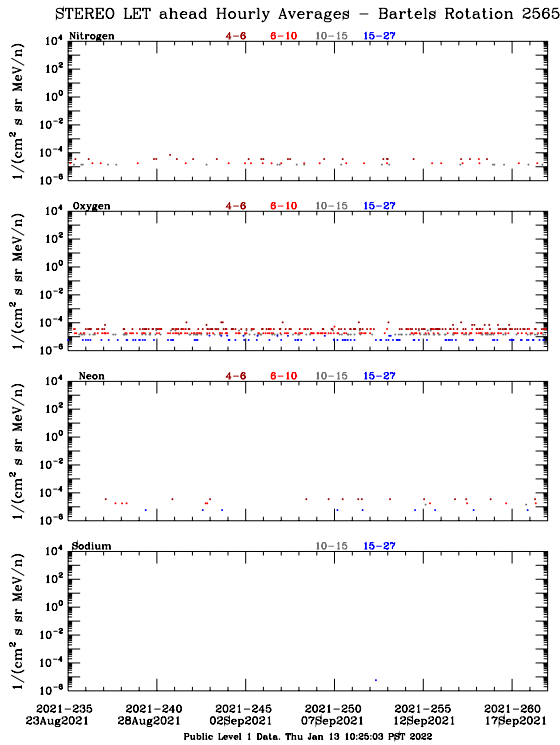 STEREO LET ahead Hourly Averages - Bartels Rotation 2565
Nitrogen 4-6 6-10 10-15 15-27
10^4
10^2
10^0
10^-2
10^-4
10^-6
1/(cm^2 s sr MeV/n)
Oxygen 4-6 6-10 10-15 15-27
10^4
10^2
10^0
10^-2
10^-4
10^-6
1/(cm^2 s sr MeV/n)
Neon 4-6 6-10 10-15 15-27
10^4
10^2
10^0
10^-2
10^-4
10^-6
1/(cm^2 s sr MeV/n)
Sodium 10-15 15-27
10^4
10^2
10^0
10^-2
10^-4
10^-6
1/(cm^2 s sr MeV/n)
2021-235 2021-240 2021-245 2021-250 2021-255 2021-260
23Aug2021 28Aug2021 02Sep2021 07Sep2021 12Sep2021 17Sep2021
Public Level 1 Data, Thu Jan 13 10:25:03 PST 2022